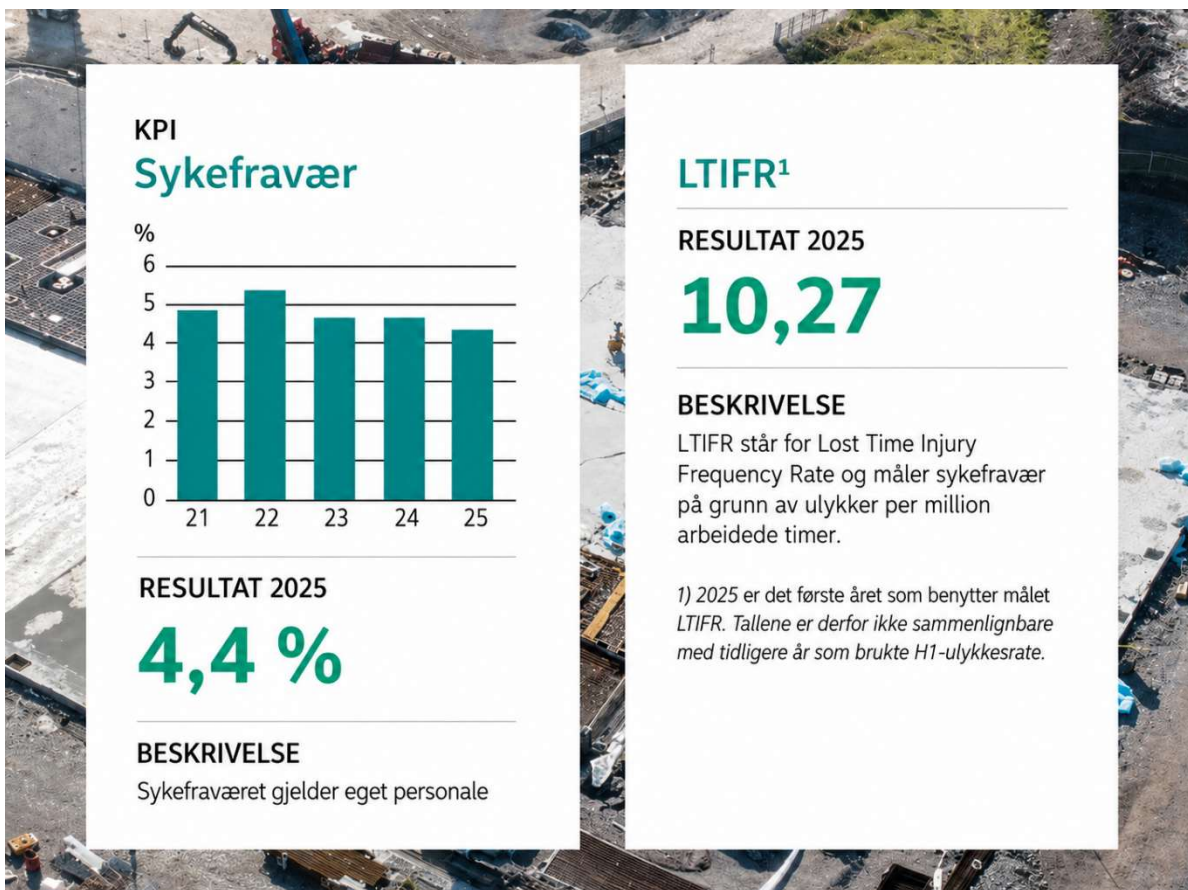 KPI
Sykefravær
%
6
5
4
3
2
1
0
21 22 23 24 25
RESULTAT 2025
4,4 %
BESKRIVELSE
Sykefraværet gjelder eget personale
LTIFR¹
RESULTAT 2025
10,27
BESKRIVELSE
LTIFR står for Lost Time Injury
Frequency Rate og måler sykefravær
på grunn av ulykker per million
arbeidede timer.
1) 2025 er det første året som benytter målet
LTIFR. Tallene er derfor ikke sammenlignbare
med tidligere år som brukte H1-ulykkesrate.